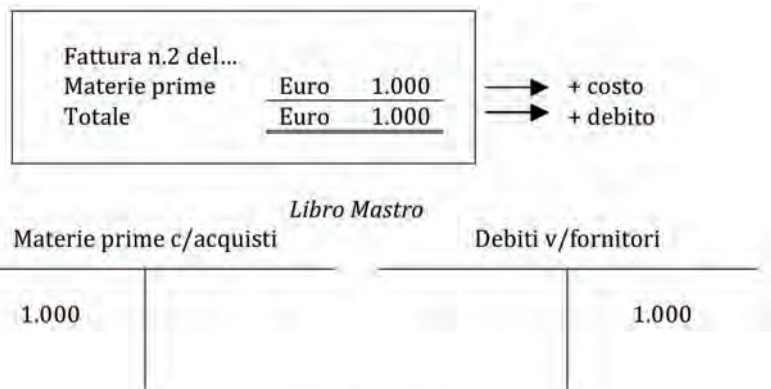 Fattura n.2 del...
Materie prime Euro 1.000 + costo
Totale Euro 1.000 + debito
Libro Mastro
Materie prime c/acquisti Debiti v/fornitori
1.000 1.000